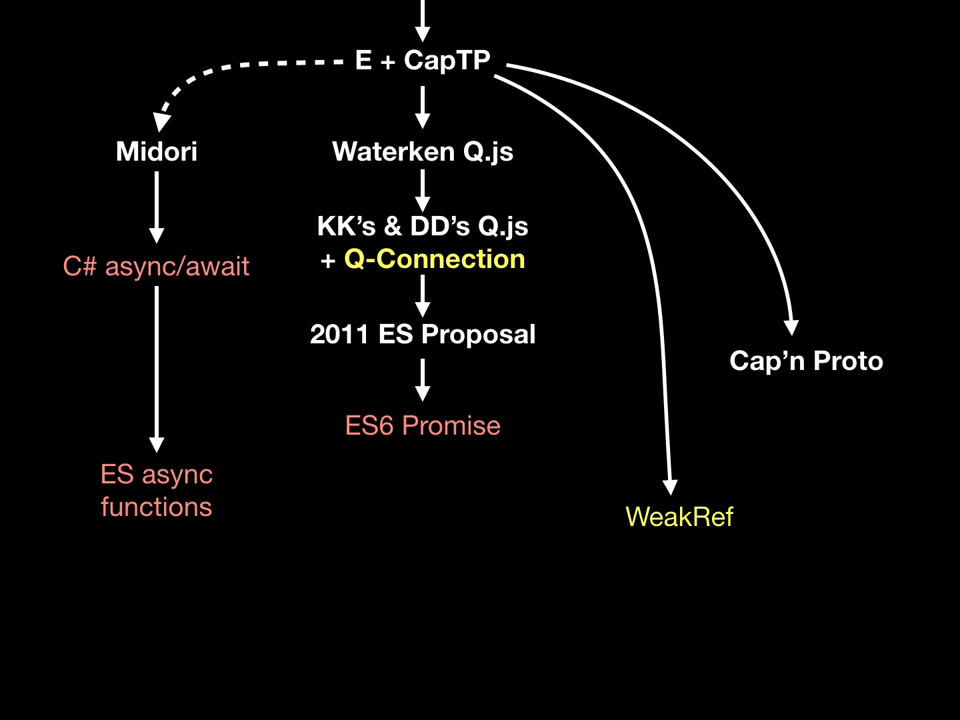 E + CapTP
Midori
Waterken Q.js
KK’s & DD’s Q.js
+ Q-Connection
C# async/await
2011 ES Proposal
Cap’n Proto
ES6 Promise
ES async
functions
WeakRef